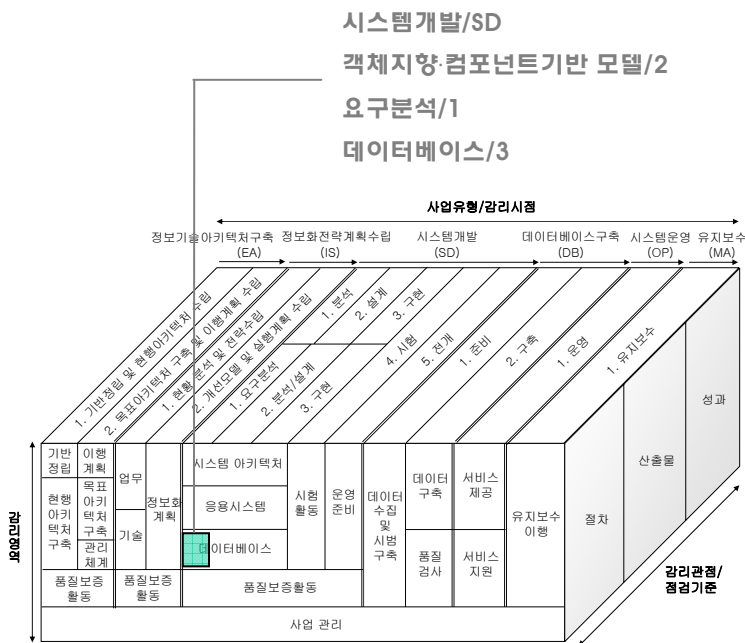 시스템개발/SD
객체지향·컴포넌트기반 모델/2
요구분석/1
데이터베이스/3
사업유형/감리시점
정보기술아키텍처구축
(EA)
정보화전략계획수립
(IS)
시스템개발
(SD)
데이터베이스구축
(DB)
시스템운영
(OP)
유지보수
(MA)
1. 기반정립 및 현행아키텍처 수립
2. 목표아키텍처 구축 및 이행계획 수립
1. 현황 분석 및 전략수립
2. 개선모델 및 실행계획 수립
1. 분석
2. 설계
3. 구현
1. 요구분석
2. 분석/설계
3. 구현
4. 시험
5. 전개
1. 준비
2. 구축
1. 운영
1. 유지보수
감리영역
기반
정립
이행
계획
현행
아키
텍처
구축
목표
아키
텍처
구축
관리
체계
업무
기술
정보화
계획
시스템 아키텍처
응용시스템
데이터베이스
시험
활동
운영
준비
데이터
수집
및
시범
구축
데이터
구축
품질
검사
서비스
제공
서비스
지원
유지보수
이행
품질보증
활동
품질보증
활동
품질보증활동
사업 관리
절차
산출물
성과
감리관점/
점검기준